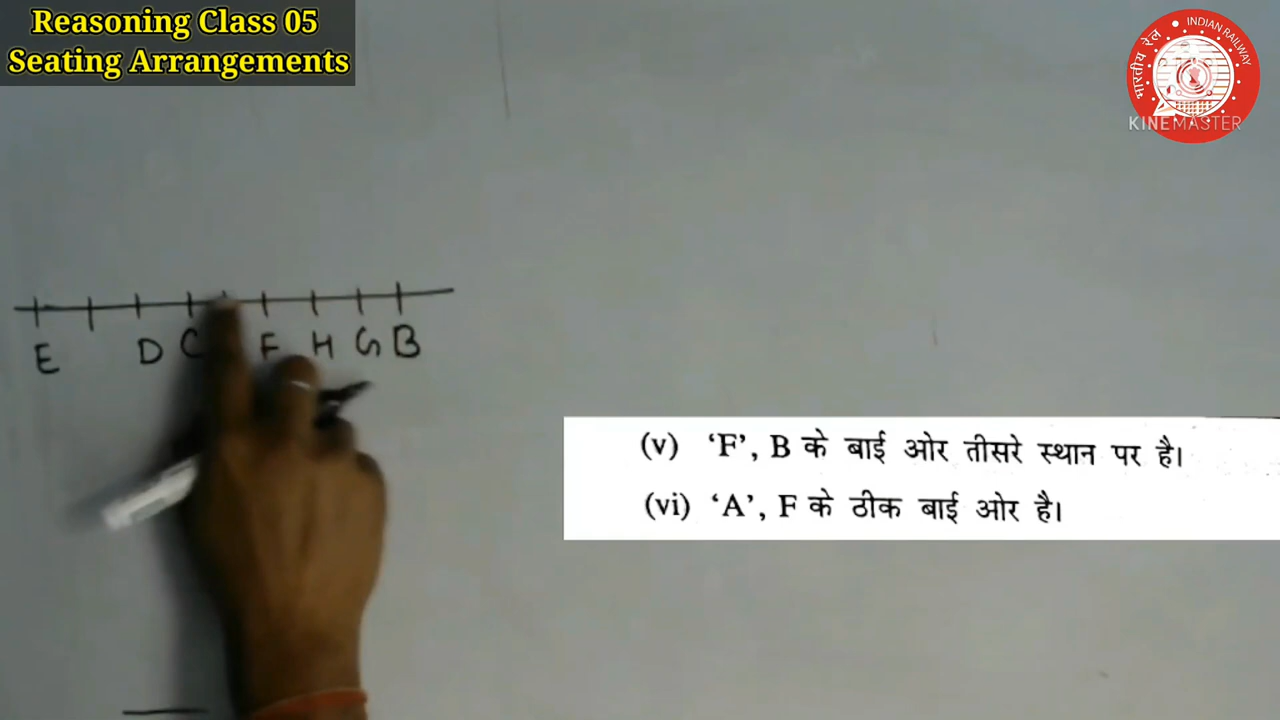 Reasoning Class 05
Seating Arrangements
भारतीय रेल
INDIAN RAILWAY
KINEMASTER
E D C F H G B
(v) ‘F’, B के बाई ओर तीसरे स्थान पर है।
(vi) ‘A’, F के ठीक बाई ओर है।